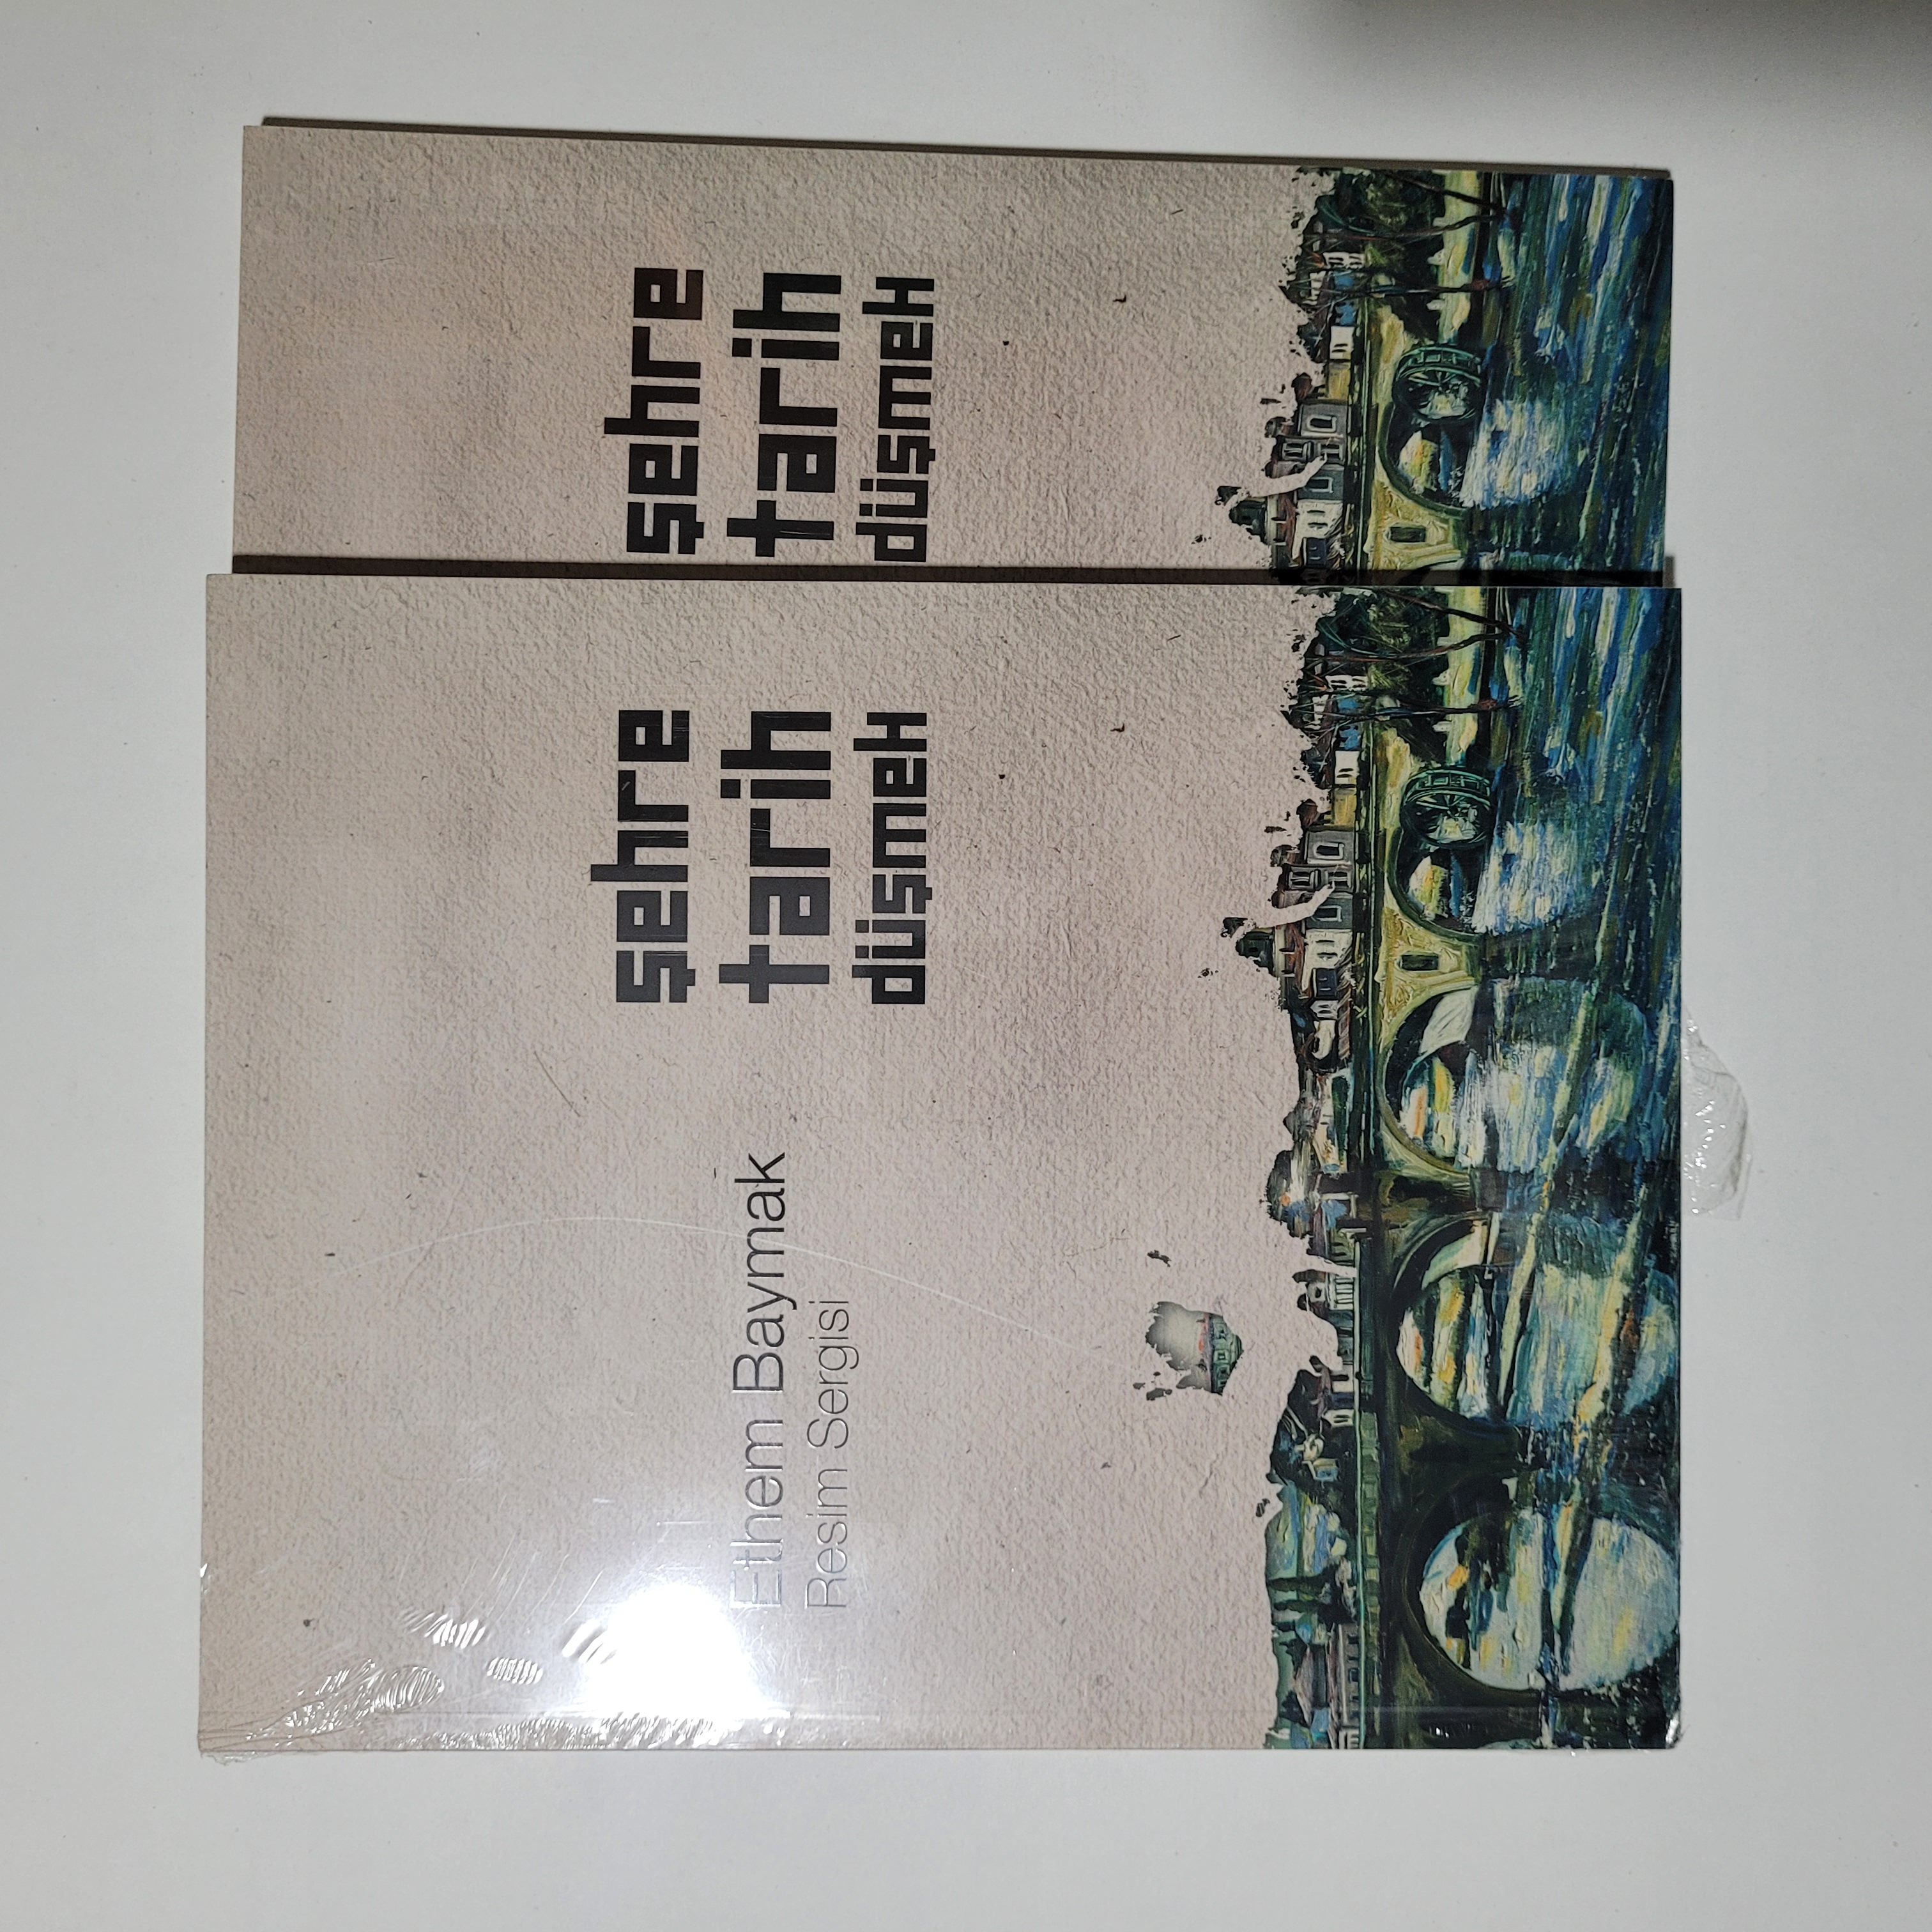 şehre
tarih
düşmek
şehre
tarih
düşmek
Ethem Baymak
Resim Sergisi